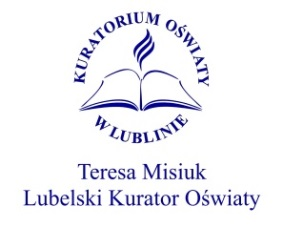 KURATORIUM OŚWIATY
W LUBLINIE
Teresa Misiuk
Lubelski Kurator Oświaty